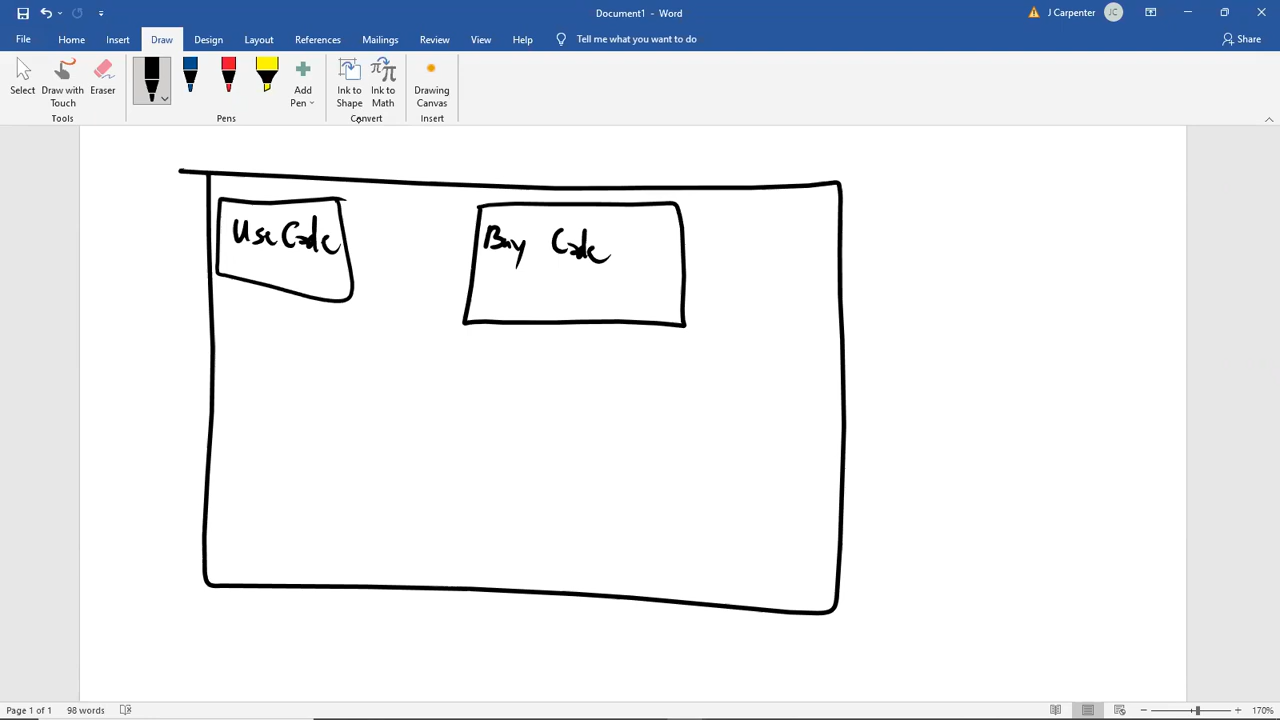 Document1 - Word
J Carpenter
JC
File
Home
Insert
Draw
Design
Layout
References
Mailings
Review
View
Help
Tell me what you want to do
Share
Select
Draw with
Touch
Eraser
Add
Pen
Ink to
Shape
Ink to
Math
Drawing
Canvas
Tools
Pens
Convert
Insert
Use Code
Buy Code
Page 1 of 1
98 words
170%